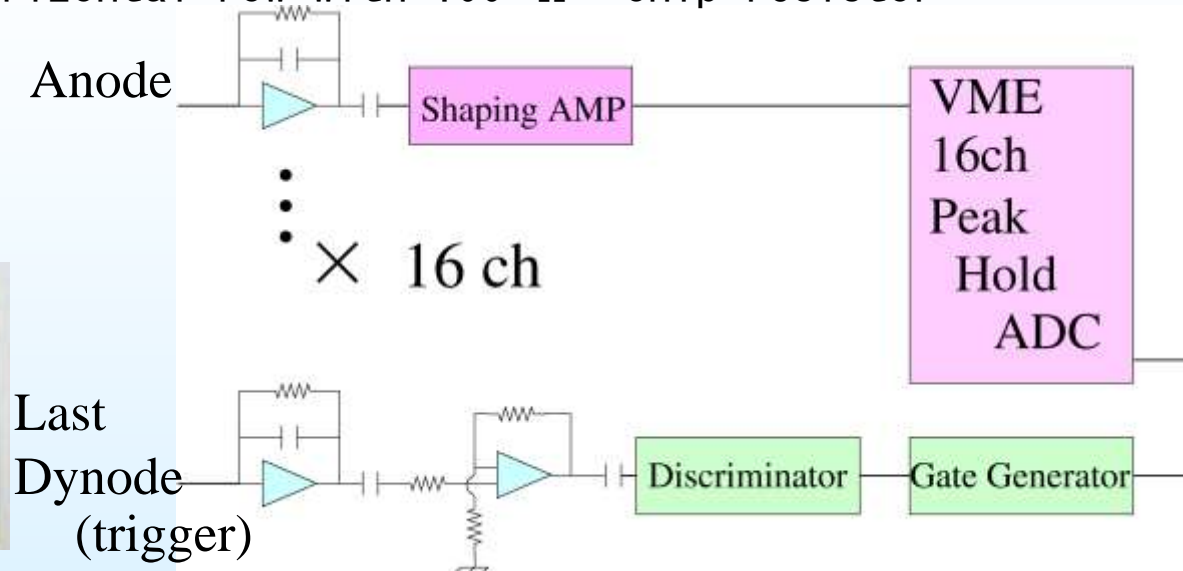 Anode
Shaping AMP
VME
16ch
Peak
Hold
ADC
× 16 ch
Last
Dynode
(trigger)
Discriminator
Gate Generator